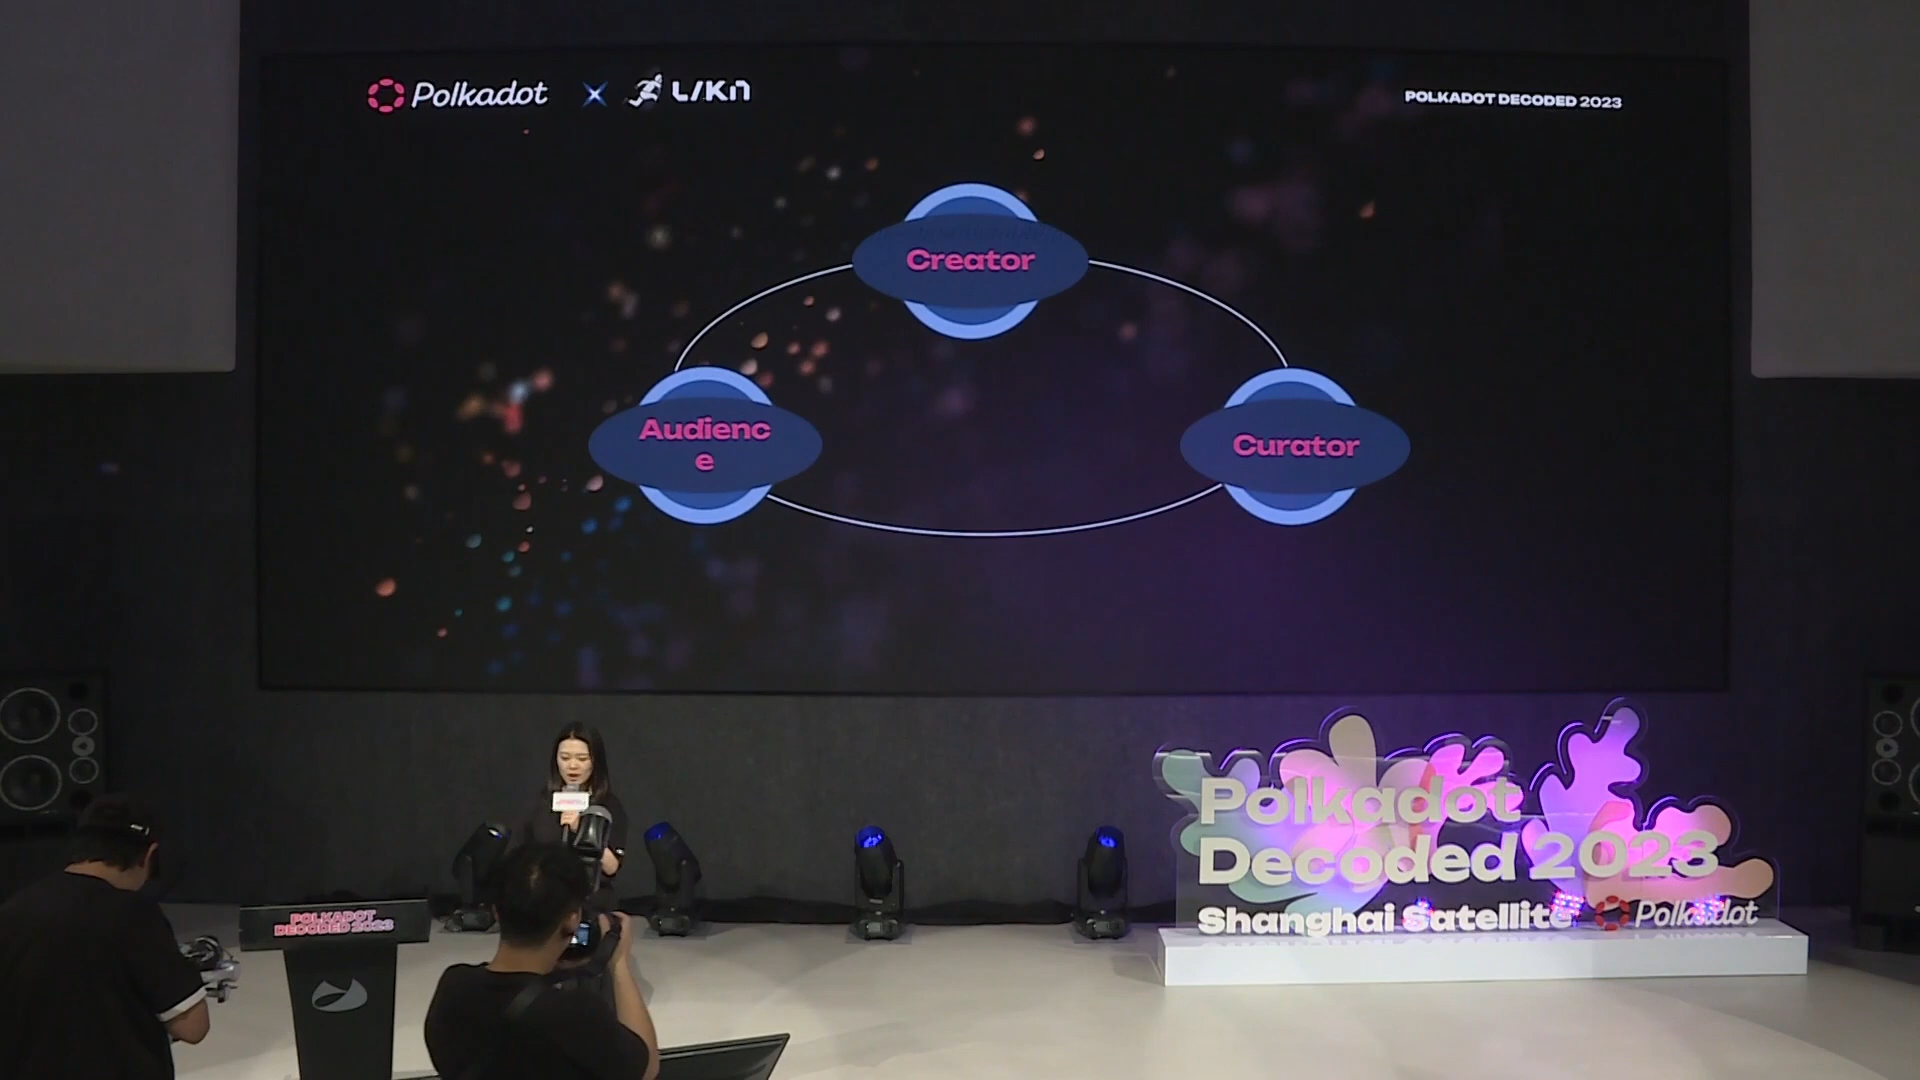 Polkadot
L/Kn
POLKADOT DECODED 2023
Creator
Audienc
e
Curator
Polkadot
Decoded 2023
Shanghai Satellite
Polkadot
POLKADOT
DECODED 2023